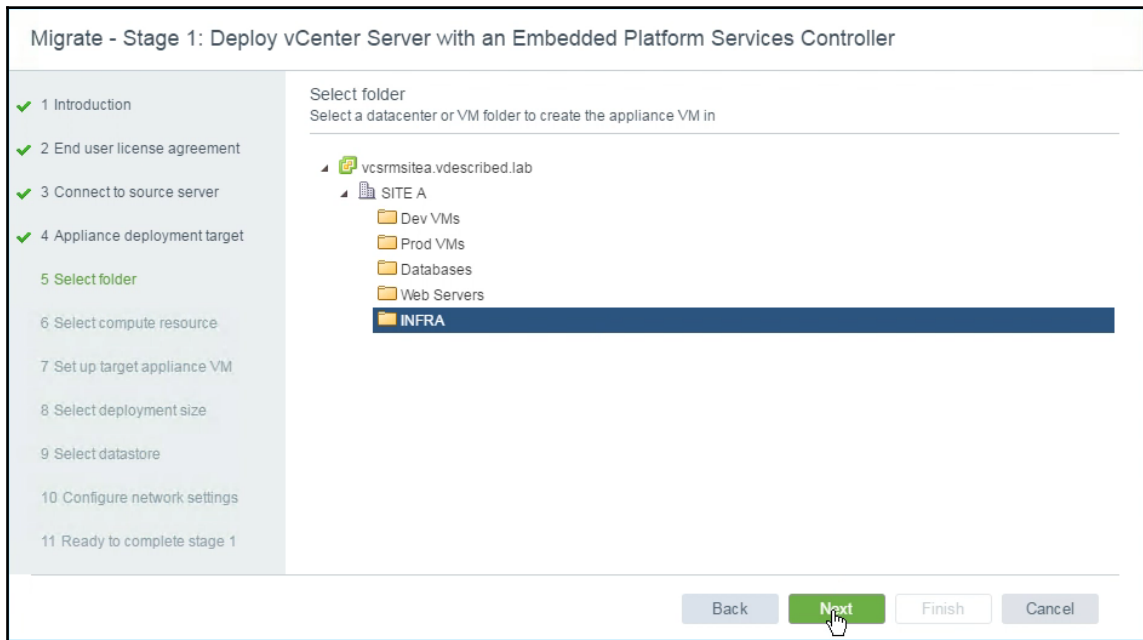 Migrate - Stage 1: Deploy vCenter Server with an Embedded Platform Services Controller
1 Introduction
2 End user license agreement
3 Connect to source server
4 Appliance deployment target
5 Select folder
6 Select compute resource
7 Set up target appliance VM
8 Select deployment size
9 Select datastore
10 Configure network settings
11 Ready to complete stage 1
Select folder
Select a datacenter or VM folder to create the appliance VM in
vcsrmsitea.vdescribed.lab
SITE A
Dev VMs
Prod VMs
Databases
Web Servers
INFRA
Back
Next
Finish
Cancel